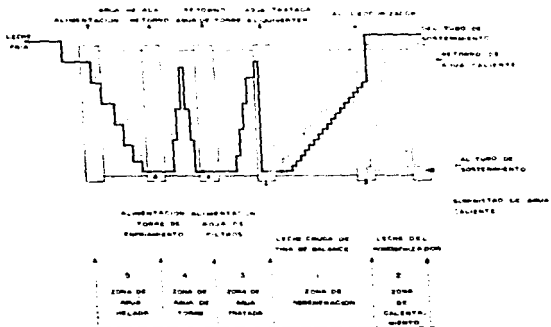 AGUA HELADA RETORNO AGUA TRATADA AL
ALIMENTACION RETORNO AGUA DE TORRE
LECHE
FRIA
DEL TUBO DE
SOSTENIMIENTO
RETORNO DE
AGUA CALIENTE
AL TUBO DE
SOSTENIMIENTO
SUMINISTRO DE AGUA
CALIENTE
ALIMENTACION ALIMENTACION
TORRE DE AGUA DE
ENFRIAMIENTO FILTROS
LECHE CRUDA DE LECHE DEL
TINA DE BALANCE HOMOGENIZADOR
5 4 3 1 2
ZONA DE ZONA DE ZONA DE ZONA DE ZONA
AGUA AGUA DE AGUA REGENERACION DE
HELADA TORRE TRATADA CALENTA
MIENTO